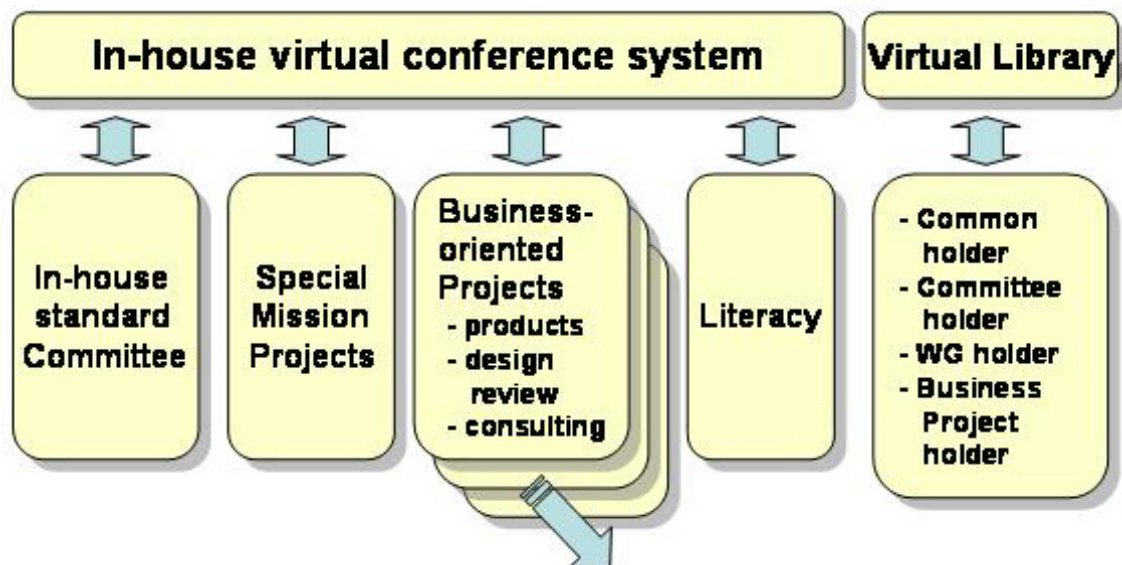 In-house virtual conference system
Virtual Library
In-house
standard
Committee
Special
Mission
Projects
Business-
oriented
Projects
- products
- design
review
- consulting
Literacy
- Common
holder
- Committee
holder
- WG holder
- Business
Project
holder